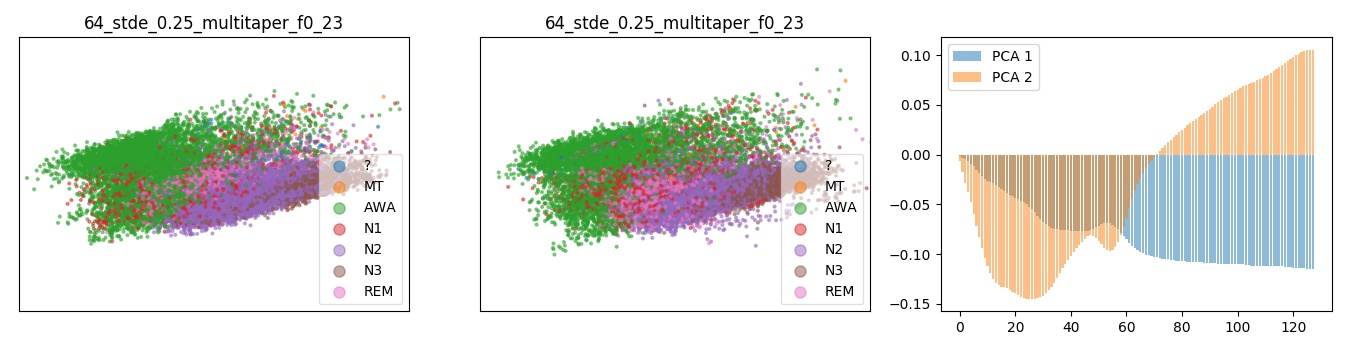 64_stde_0.25_multitaper_f0_23
?
MT
AWA
N1
N2
N3
REM
64_stde_0.25_multitaper_f0_23
?
MT
AWA
N1
N2
N3
REM
PCA 1
PCA 2
0.10
0.05
0.00
−0.05
−0.10
−0.15
0 20 40 60 80 100 120